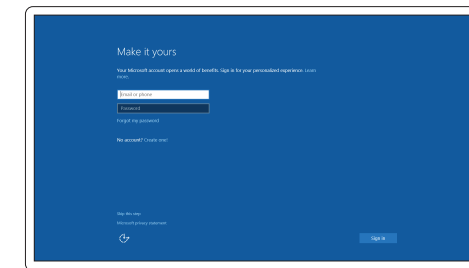 Make it yours
Your Microsoft account opens a world of benefits. Sign in for your personalized experience. Learn
more.
Email or phone
Password
Forgot my password
No account? Create one!
Skip this step
Microsoft privacy statement
Sign in